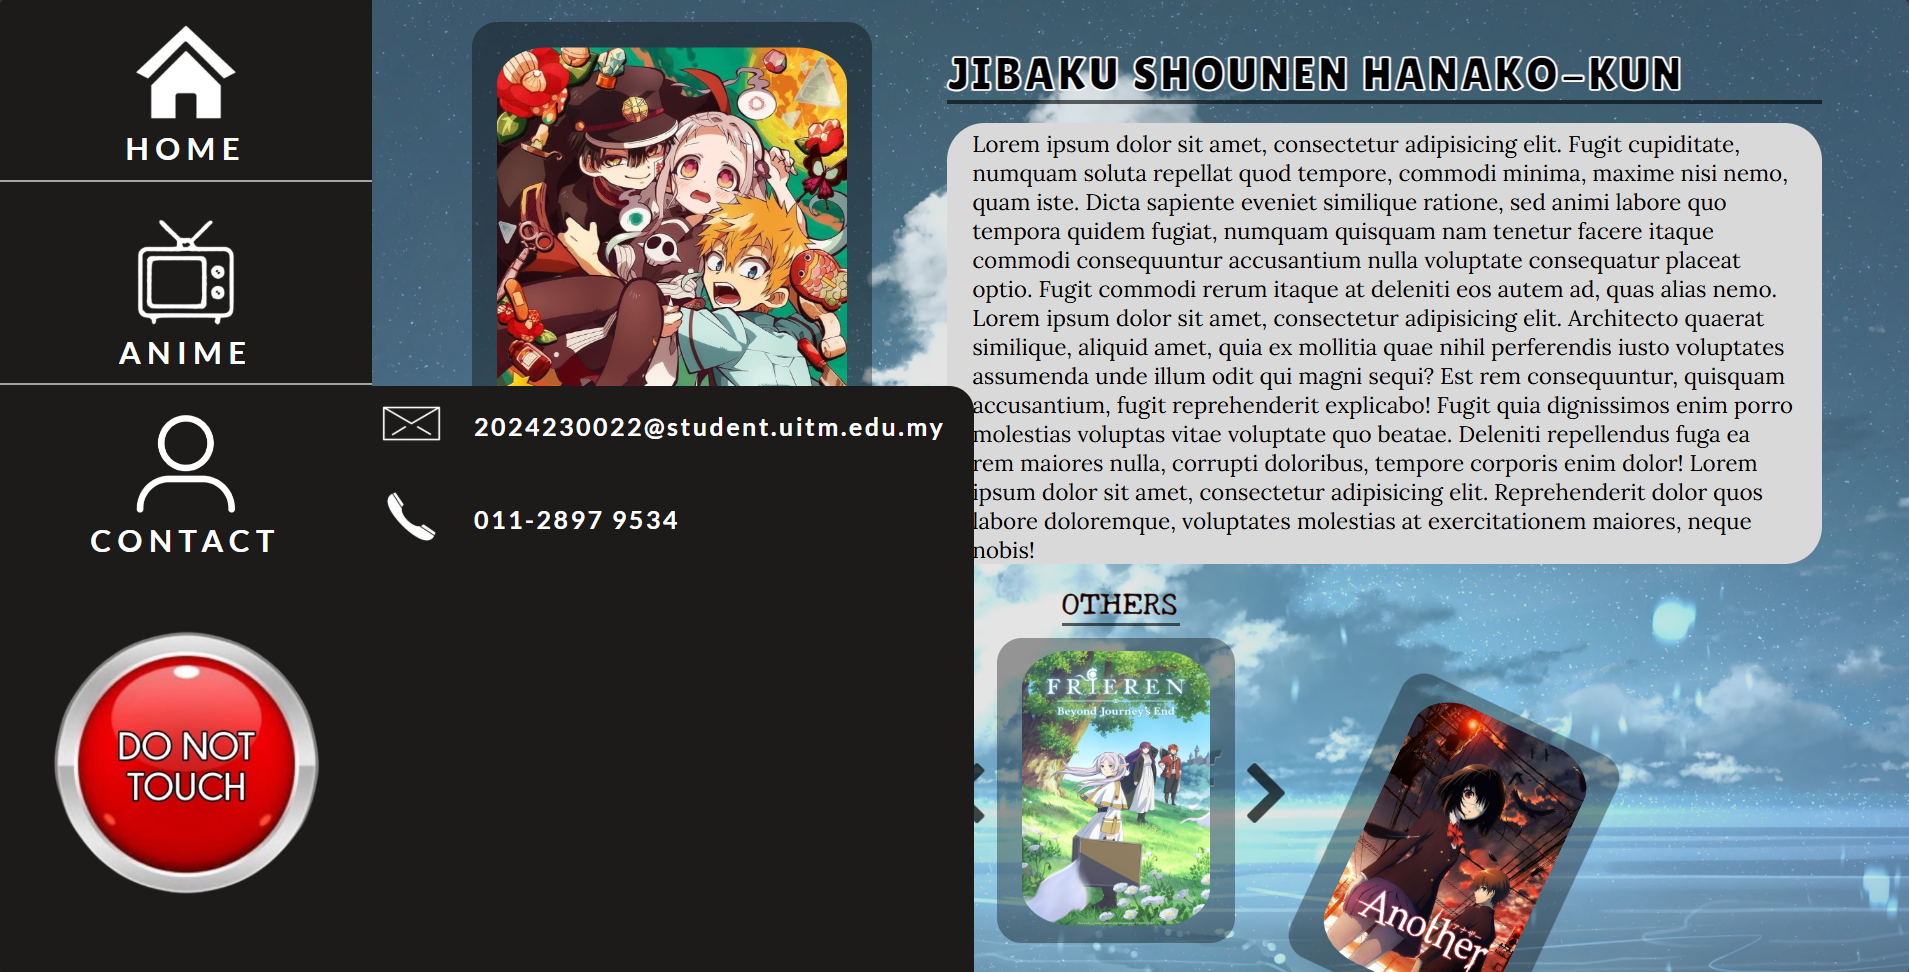 HOME
ANIME
CONTACT
DO NOT
TOUCH
2024230022@student.uitm.edu.my
011-2897 9534
JIBAKU SHOUNEN HANAKO-KUN
Lorem ipsum dolor sit amet, consectetur adipisicing elit. Fugit cupiditate,
numquam soluta repellat quod tempore, commodi minima, maxime nisi nemo,
quam iste. Dicta sapiente eveniet similique ratione, sed animi labore quo
tempora quidem fugiat, numquam quisquam nam tenetur facere itaque
commodi consequuntur accusantium nulla voluptate consequatur placeat
optio. Fugit commodi rerum itaque at deleniti eos autem ad, quas alias nemo.
Lorem ipsum dolor sit amet, consectetur adipisicing elit. Architecto quaerat
similique, aliquid amet, quia ex mollitia quae nihil perferendis iusto voluptates
assumenda unde illum odit qui magni sequi? Est rem consequuntur, quisquam
accusantium, fugit reprehenderit explicabo! Fugit quia dignissimos enim porro
molestias voluptas vitae voluptate quo beatae. Deleniti repellendus fuga ea
rem maiores nulla, corrupti doloribus, tempore corporis enim dolor! Lorem
ipsum dolor sit amet, consectetur adipisicing elit. Reprehenderit dolor quos
labore doloremque, voluptates molestias at exercitationem maiores, neque
nobis!
OTHERS
FRIEREN
Beyond Journey's End
Another